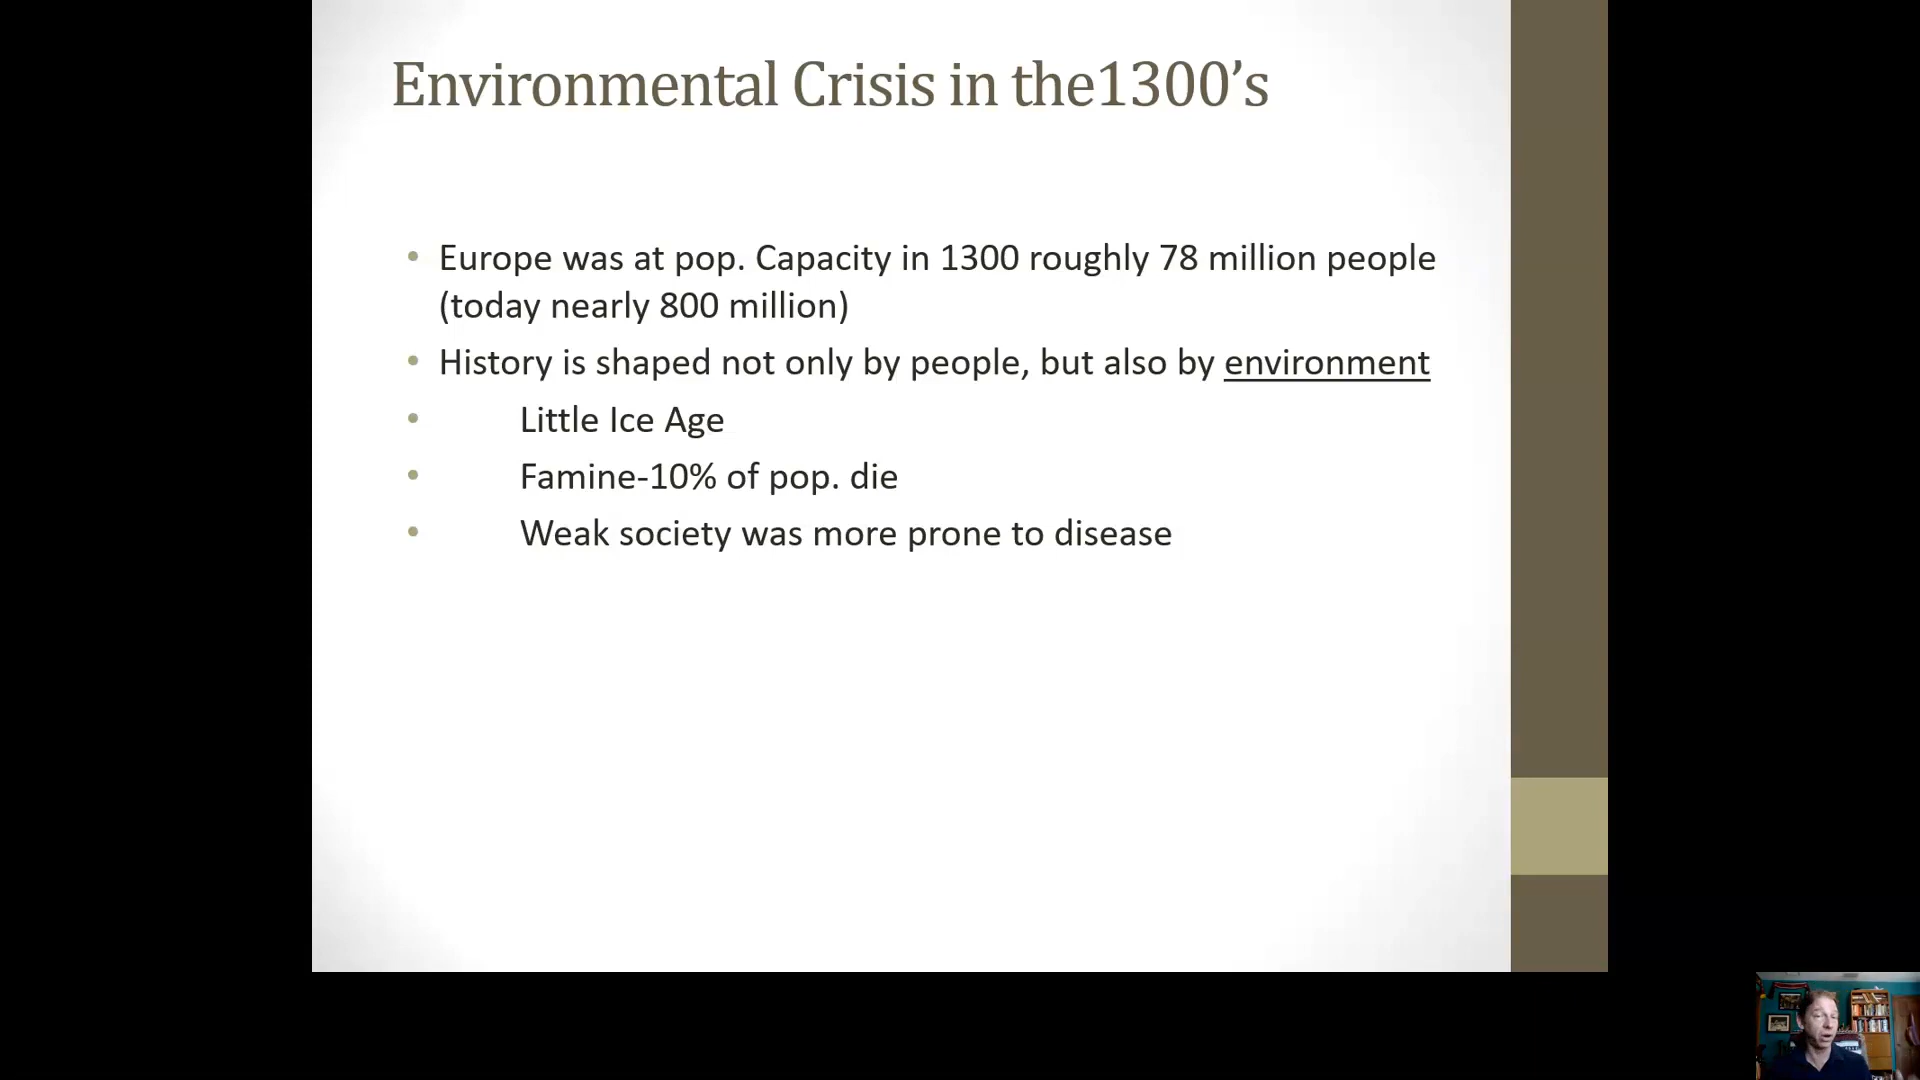 Environmental Crisis in the1300’s
• Europe was at pop. Capacity in 1300 roughly 78 million people
(today nearly 800 million)
• History is shaped not only by people, but also by environment
• Little Ice Age
• Famine-10% of pop. die
• Weak society was more prone to disease